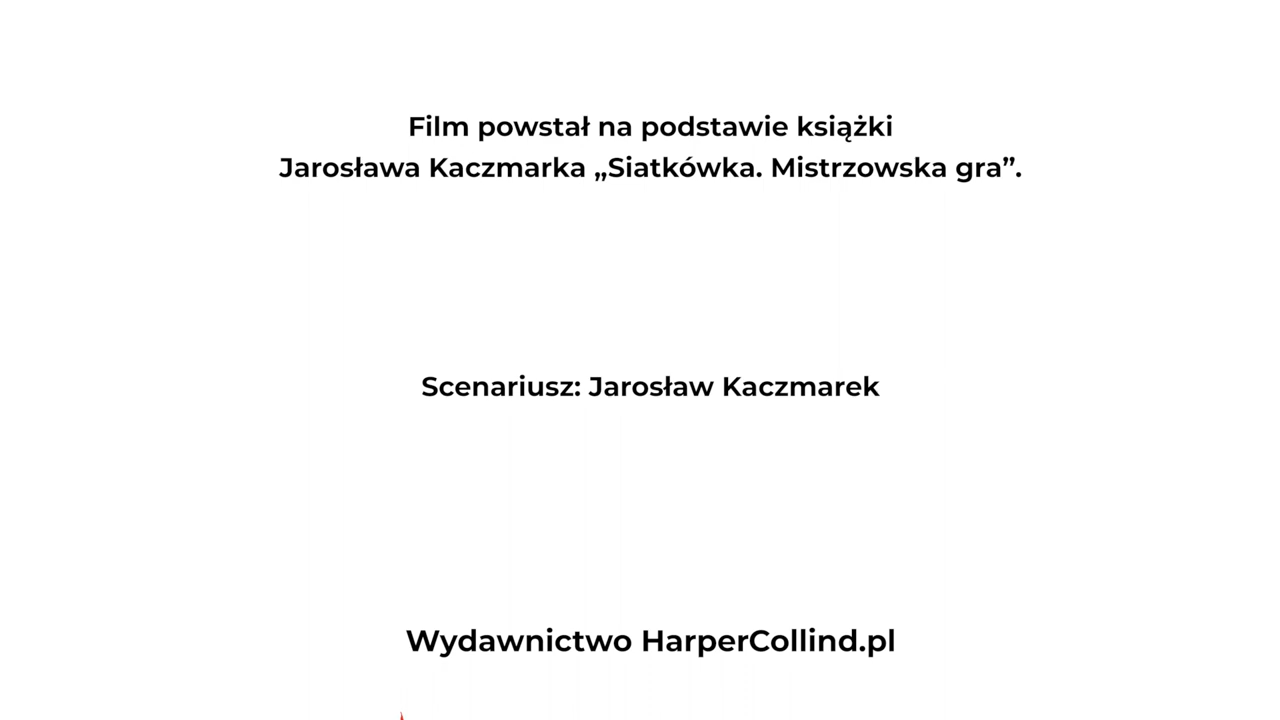 Film powstał na podstawie książki
Jarosława Kaczmarka „Siatkówka. Mistrzowska gra”.
Scenariusz: Jarosław Kaczmarek
Wydawnictwo HarperCollind.pl